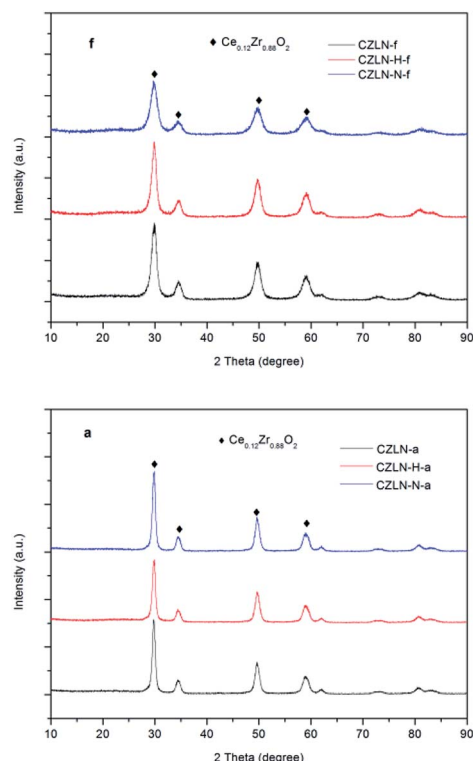 f
Ce0.12Zr0.88O2
CZLN-f
CZLN-H-f
CZLN-N-f
Intensity (a.u.)
10 20 30 40 50 60 70 80 90
2 Theta (degree)
a
Ce0.12Zr0.88O2
CZLN-a
CZLN-H-a
CZLN-N-a
Intensity (a.u.)
10 20 30 40 50 60 70 80 90
2 Theta (degree)